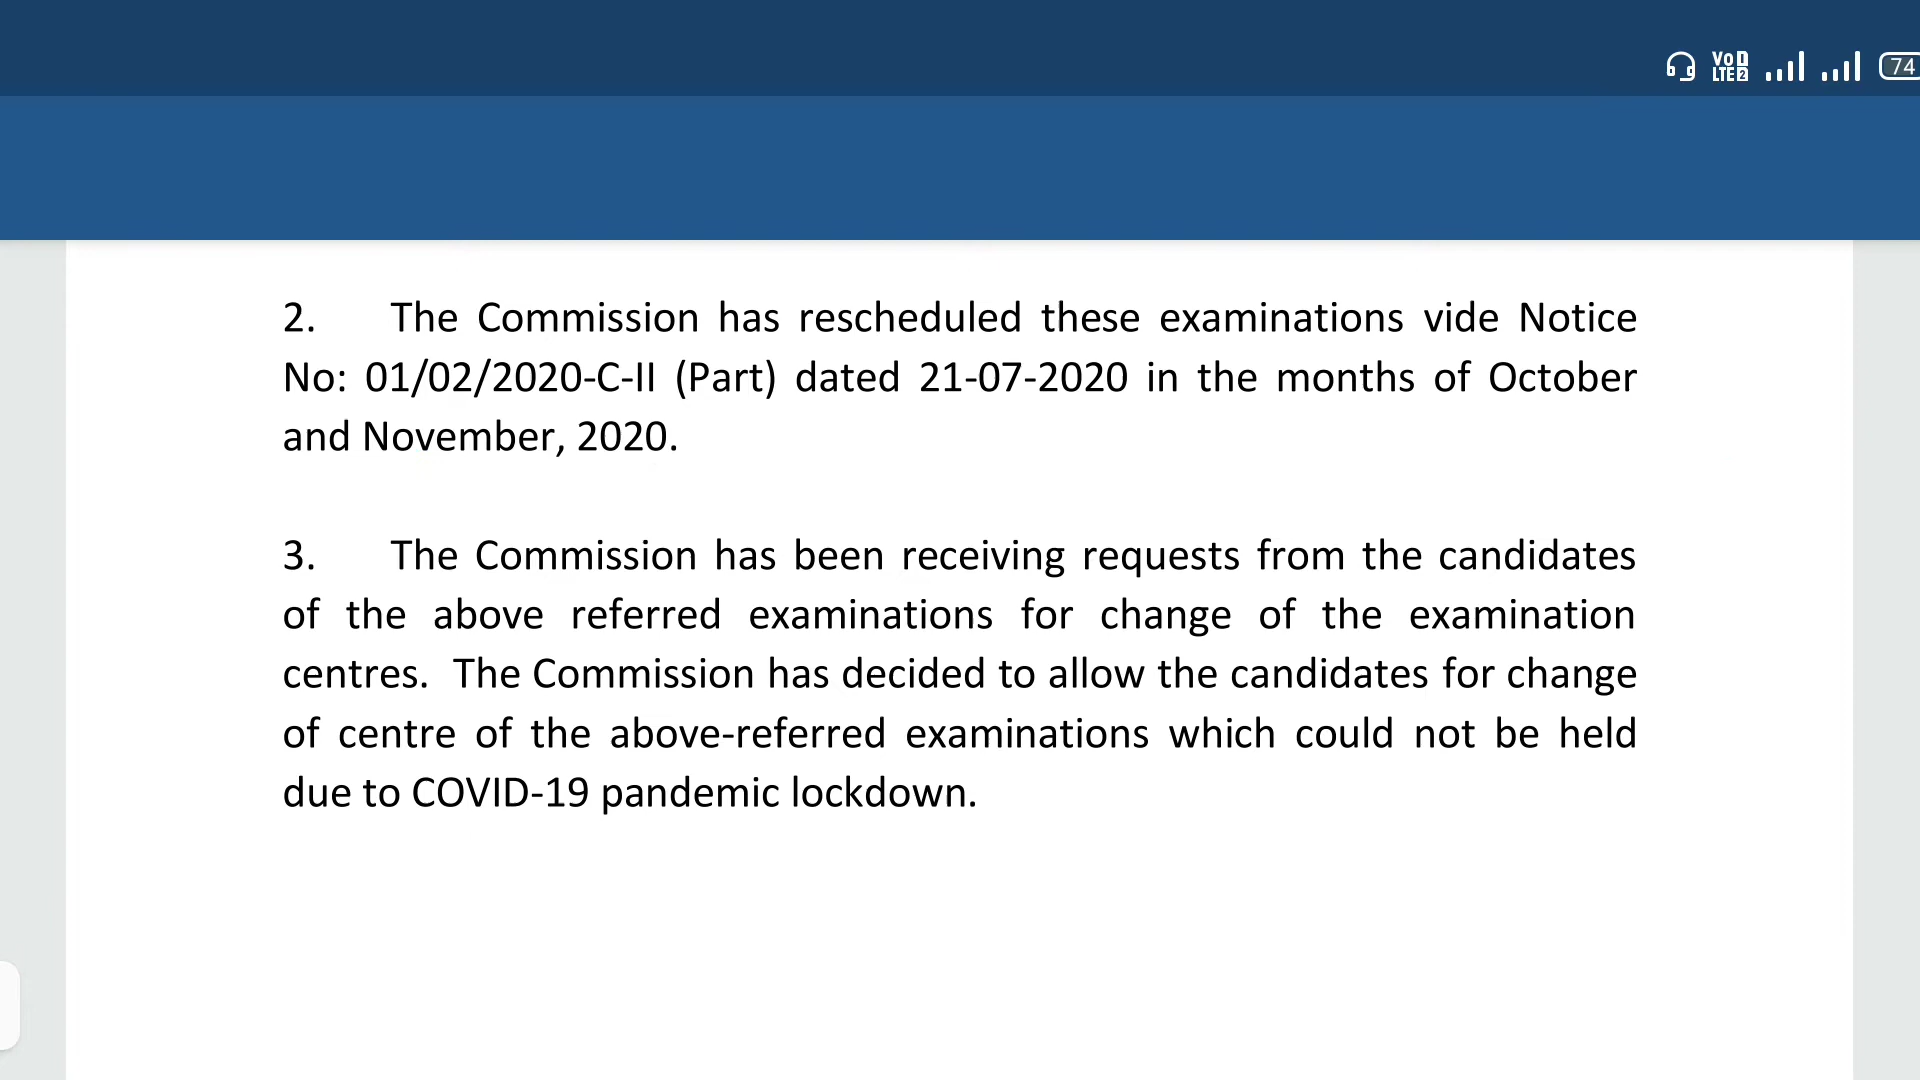 Vo D
LTE 2
74
2. The Commission has rescheduled these examinations vide Notice
No: 01/02/2020-C-II (Part) dated 21-07-2020 in the months of October
and November, 2020.
3. The Commission has been receiving requests from the candidates
of the above referred examinations for change of the examination
centres. The Commission has decided to allow the candidates for change
of centre of the above-referred examinations which could not be held
due to COVID-19 pandemic lockdown.